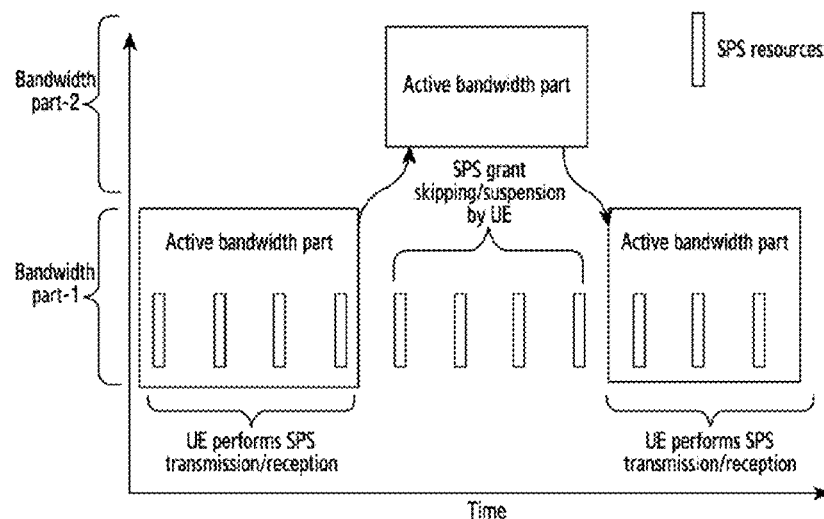 SPS resources
Bandwidth
part-2
Active bandwidth part
SPS grant
skipping/suspension
by UE
Bandwidth
part-1
Active bandwidth part
Active bandwidth part
UE performs SPS
transmission/reception
UE performs SPS
transmission/reception
Time